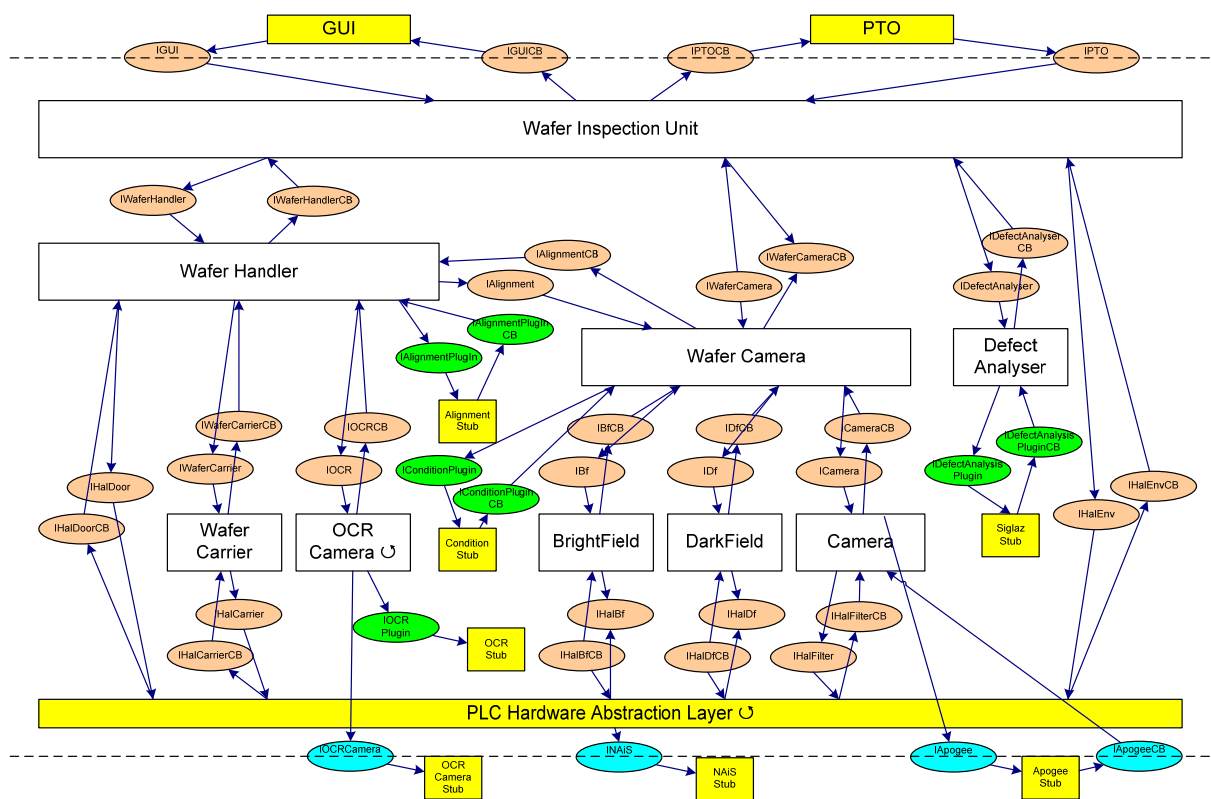 GUI
PTO
IGUI
IGUICB
IPTOCB
IPTO
Wafer Inspection Unit
IWaferHandler
IWaferHandlerCB
IDefectAnalyser
CB
IAlignmentCB
IWaferCameraCB
Wafer Handler
IAlignment
IWaferCamera
IDefectAnalyser
IAlignmentPlugIn
CB
IAlignmentPlugIn
Wafer Camera
Defect
Analyser
Alignment
Stub
IWaferCarrierCB
IOCRCB
IBfCB
IDfCB
ICameraCB
IDefectAnalysis
PluginCB
IWaferCarrier
IOCR
IConditionPlugin
IBf
IDf
ICamera
IDefectAnalysis
Plugin
IHalDoor
IConditionPlugin
CB
IHalEnvCB
IHalDoorCB
IHalEnv
Wafer
Carrier
OCR
Camera
Condition
Stub
BrightField
DarkField
Camera
Siglaz
Stub
IHalCarrier
IOCR
Plugin
IHalBf
IHalDf
IHalFilterCB
OCR
Stub
IHalCarrierCB
IHalBfCB
IHalDfCB
IHalFilter
PLC Hardware Abstraction Layer
IOCRCamera
INAiS
IApogee
IApogeeCB
OCR
Camera
Stub
NAiS
Stub
Apogee
Stub